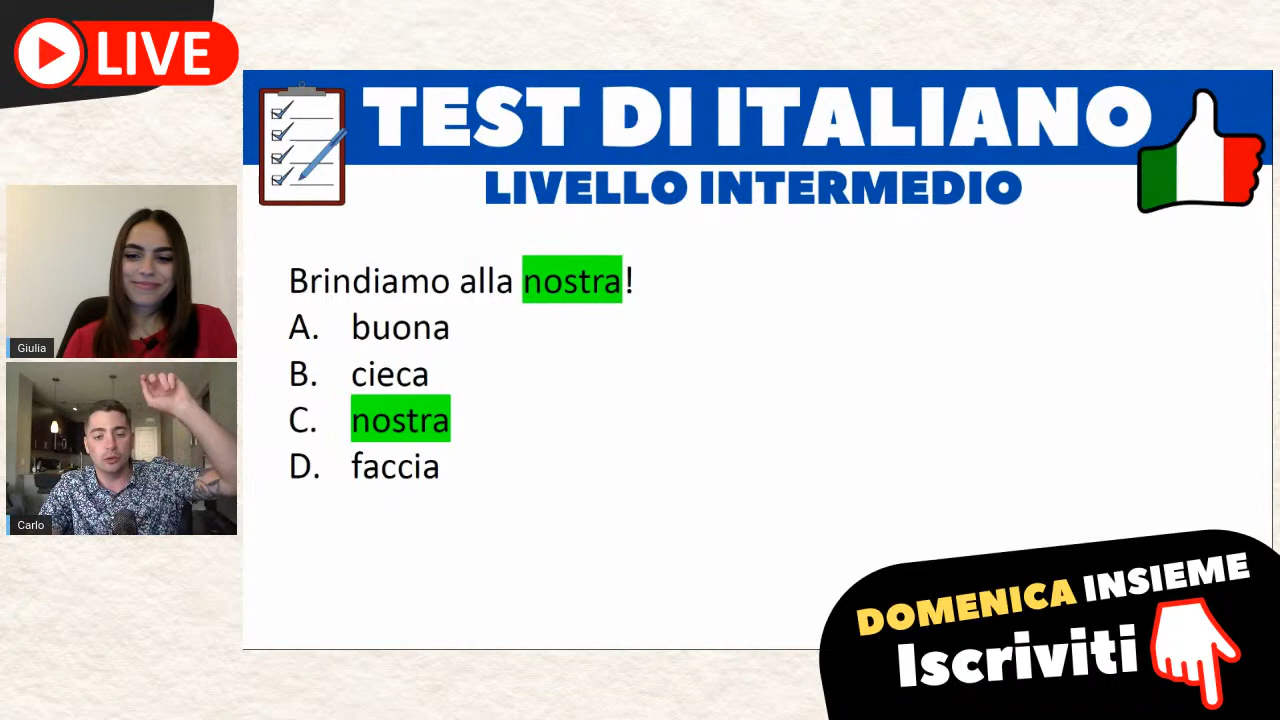 LIVE
TEST DI ITALIANO
LIVELLO INTERMEDIO
Brindiamo alla nostra!
A. buona
B. cieca
C. nostra
D. faccia
Giulia
Carlo
DOMENICA INSIEME
Iscriviti